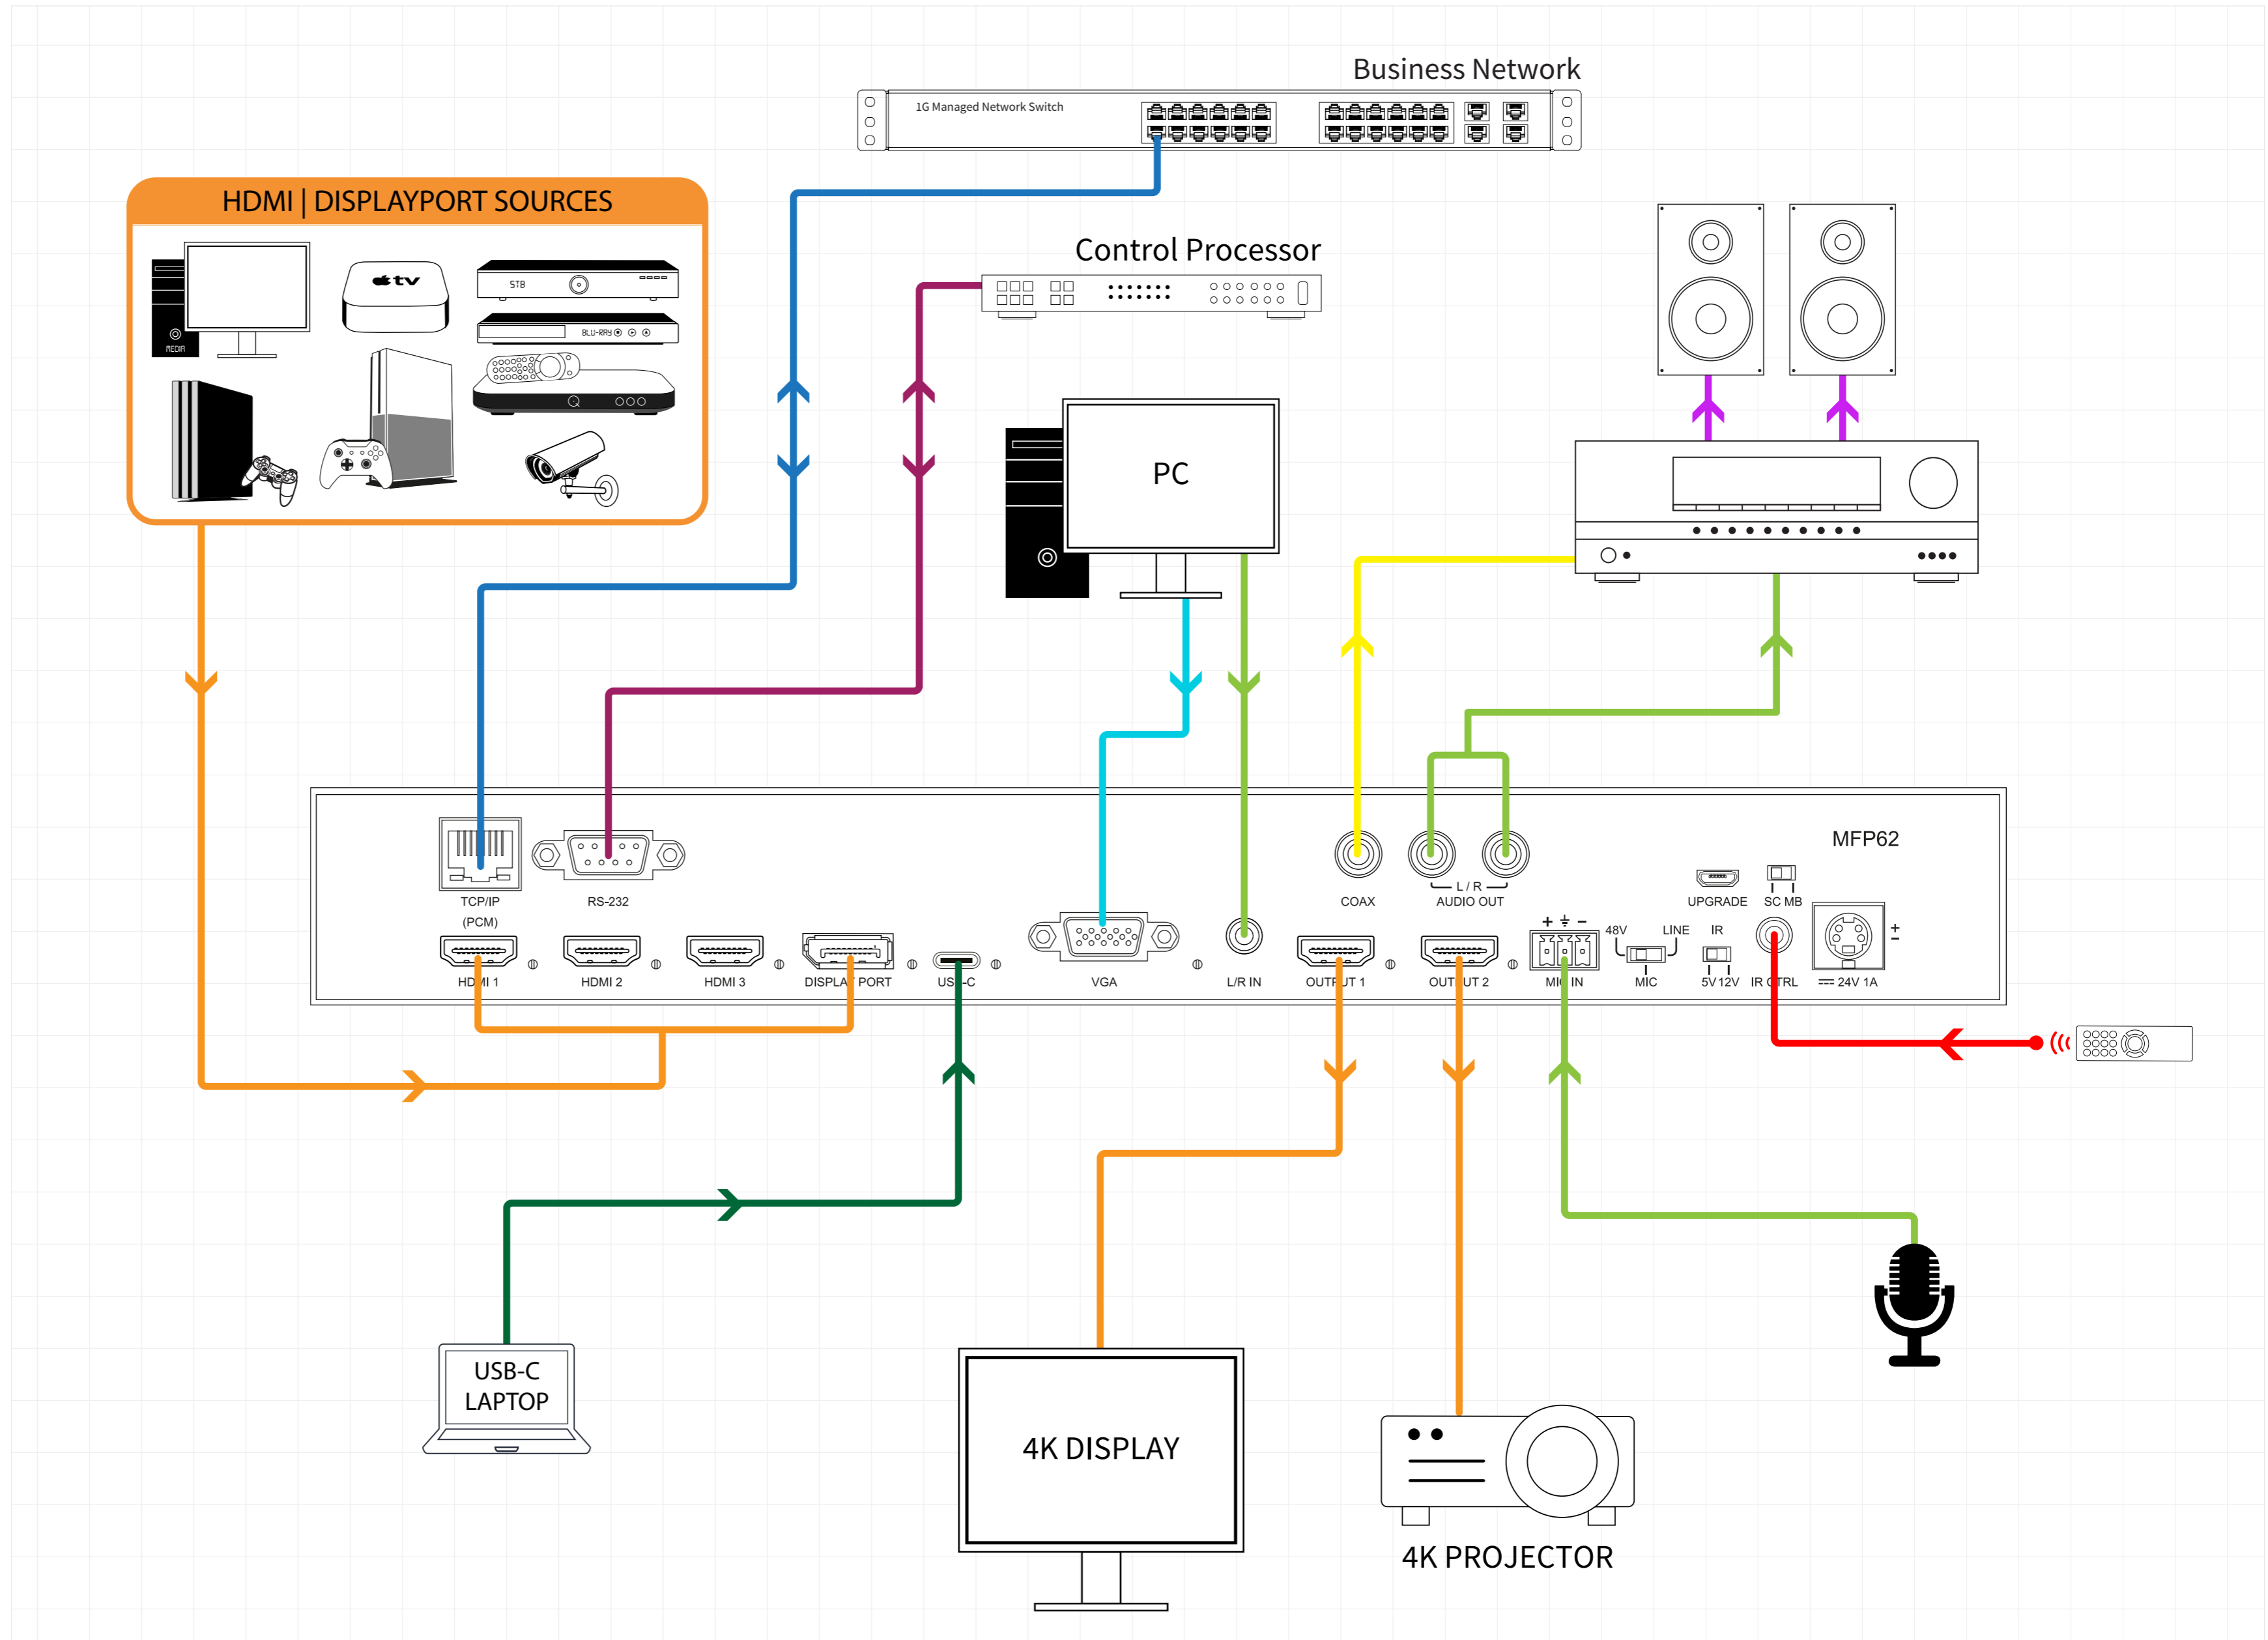 Business Network
1G Managed Network Switch
HDMI | DISPLAYPORT SOURCES
Control Processor
tv
STB
BLU-RAY
MEDIA
PC
MFP62
TCP/IP
(PCM)
RS-232
COAX
L / R
AUDIO OUT
UPGRADE
SC MB
48V
LINE
IR
HDMI 1
HDMI 2
HDMI 3
DISPLAY PORT
USB-C
VGA
L/R IN
OUTPUT 1
OUTPUT 2
+ -
MIC IN
MIC
5V 12V
IR CTRL
24V 1A
+
-
USB-C
LAPTOP
4K DISPLAY
4K PROJECTOR